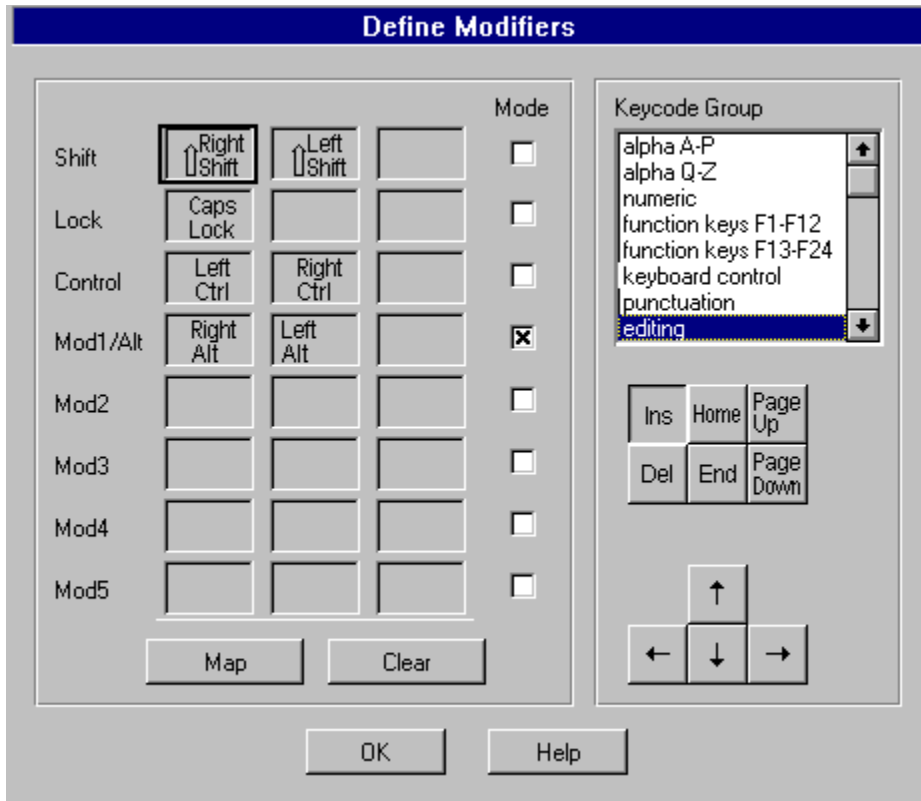 Define Modifiers
Mode
Shift
Right
Shift
Left
Shift
Lock
Caps
Lock
Control
Left
Ctrl
Right
Ctrl
Mod1/Alt
Right
Alt
Left
Alt
Mod2
Mod3
Mod4
Mod5
Map
Clear
Keycode Group
alpha A-P
alpha Q-Z
numeric
function keys F1-F12
function keys F13-F24
keyboard control
punctuation
editing
Ins
Home
Page
Up
Del
End
Page
Down
↑
←
↓
→
OK
Help